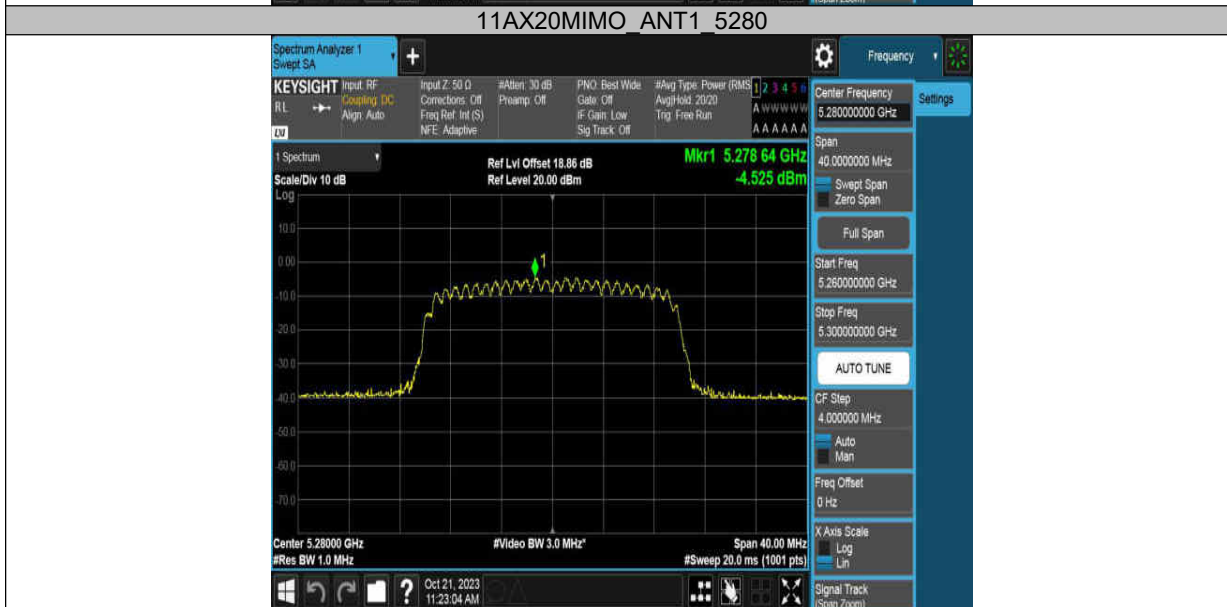 (Span Zoom)
11AX20MIMO_ANT1_5280
Spectrum Analyzer 1
Swept SA
+
Frequency
KEYSIGHT
RL
LXI
Input: RF
Coupling: DC
Align: Auto
Input Z: 50 Ω
Corrections: Off
Freq Ref: Int (S)
NFE: Adaptive
#Atten: 30 dB
Preamp: Off
PNO: Best Wide
Gate: Off
IF Gain: Low
Sig Track: Off
#Avg Type: Power (RMS
Avg|Hold: 20/20
Trig: Free Run
1 2 3 4 5 6
A W W W W W
A A A A A A
Center Frequency
5.280000000 GHz
Settings
1 Spectrum
Scale/Div 10 dB
Log
Ref Lvl Offset 18.86 dB
Ref Level 20.00 dBm
Mkr1 5.278 64 GHz
-4.525 dBm
Span
40.0000000 MHz
Swept Span
Zero Span
Full Span
Start Freq
5.260000000 GHz
Stop Freq
5.300000000 GHz
AUTO TUNE
CF Step
4.000000 MHz
Auto
Man
Freq Offset
0 Hz
X Axis Scale
Log
Lin
Signal Track
(Span Zoom)
10.0
0.00
-10.0
-20.0
-30.0
-40.0
-50.0
-60.0
-70.0
1
Center 5.28000 GHz
#Res BW 1.0 MHz
#Video BW 3.0 MHz*
Span 40.00 MHz
#Sweep 20.0 ms (1001 pts)
?
Oct 21, 2023
11:23:04 AM